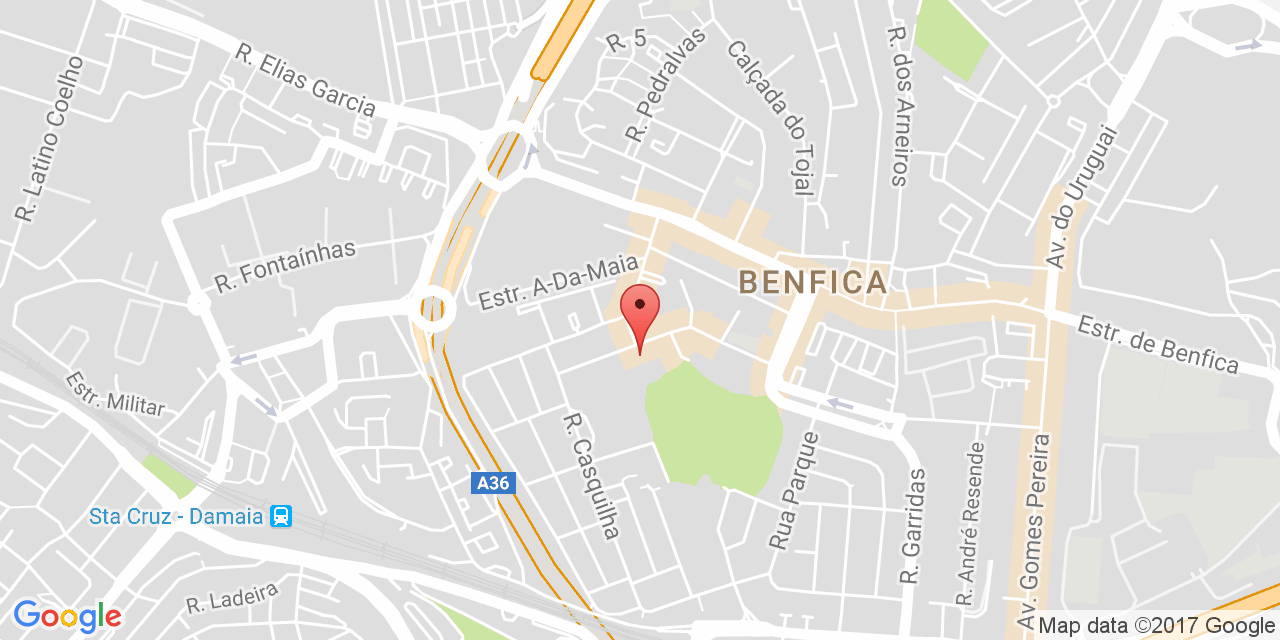 R. Elias Garcia
R. 5
R. Pedralvas
Calçada do Tojal
R. dos Arneiros
R. Latino Coelho
Av. do Uruguai
R. Fontaínhas
Estr. A-Da-Maia
BENFICA
Estr. de Benfica
Estr. Militar
R. Casquilha
A36
Rua Parque
R. Garridas
R. André Resende
Av. Gomes Pereira
Sta Cruz - Damaia
R. Ladeira
Google
Map data ©2017 Google